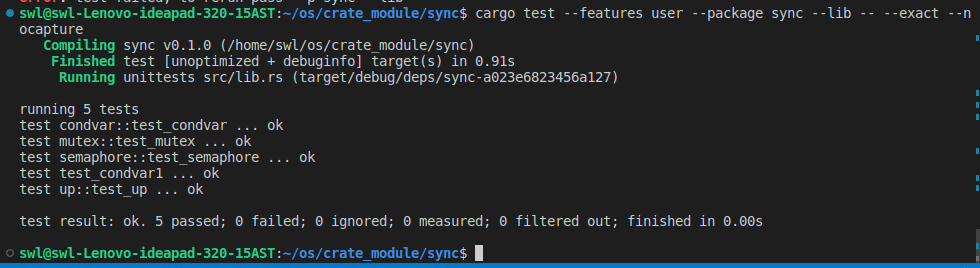 swl@swl-Lenovo-ideapad-320-15AST:~/os/crate_module/sync$ cargo test --features user --package sync --lib -- --exact --n
ocapture
   Compiling sync v0.1.0 (/home/swl/os/crate_module/sync)
    Finished test [unoptimized + debuginfo] target(s) in 0.91s
     Running unittests src/lib.rs (target/debug/deps/sync-a023e6823456a127)
running 5 tests
test condvar::test_condvar ... ok
test mutex::test_mutex ... ok
test semaphore::test_semaphore ... ok
test test_condvar1 ... ok
test up::test_up ... ok
test result: ok. 5 passed; 0 failed; 0 ignored; 0 measured; 0 filtered out; finished in 0.00s
swl@swl-Lenovo-ideapad-320-15AST:~/os/crate_module/sync$